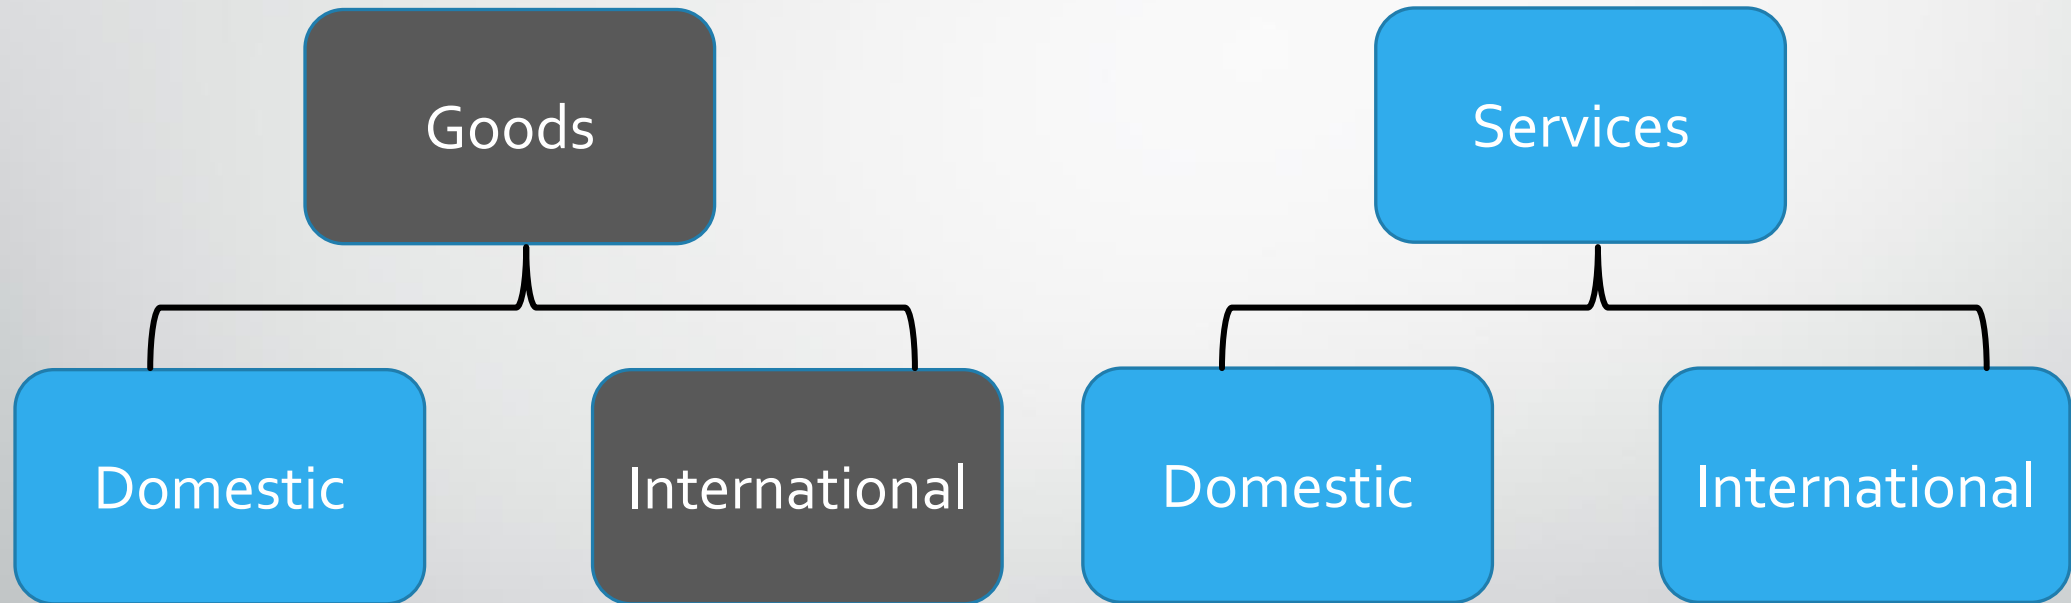 Goods
Services
Domestic
International
Domestic
International